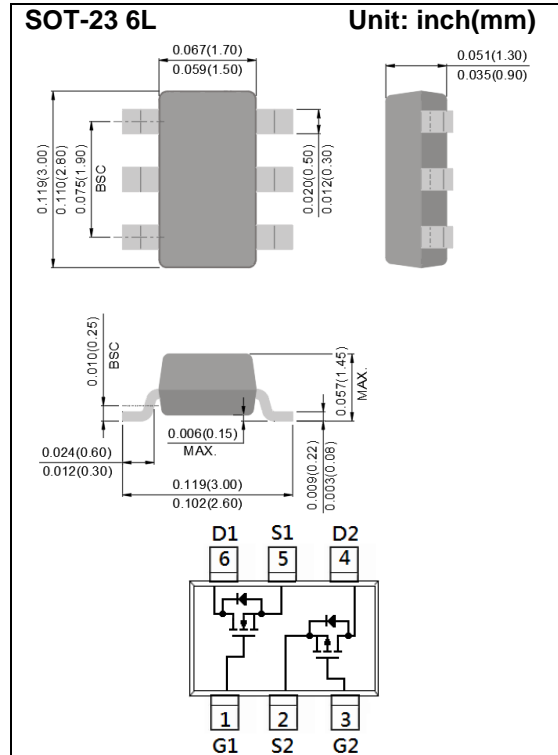 SOT-23 6L Unit: inch(mm)
0.067(1.70)
0.059(1.50)
0.051(1.30)
0.035(0.90)
0.119(3.00)
0.110(2.80)
0.075(1.90)
BSC
0.020(0.50)
0.012(0.30)
0.010(0.25)
BSC
0.057(1.45)
MAX.
0.006(0.15)
MAX.
0.024(0.60)
0.012(0.30)
0.009(0.22)
0.003(0.08)
0.119(3.00)
0.102(2.60)
D1 S1 D2
6 5 4
1 2 3
G1 S2 G2